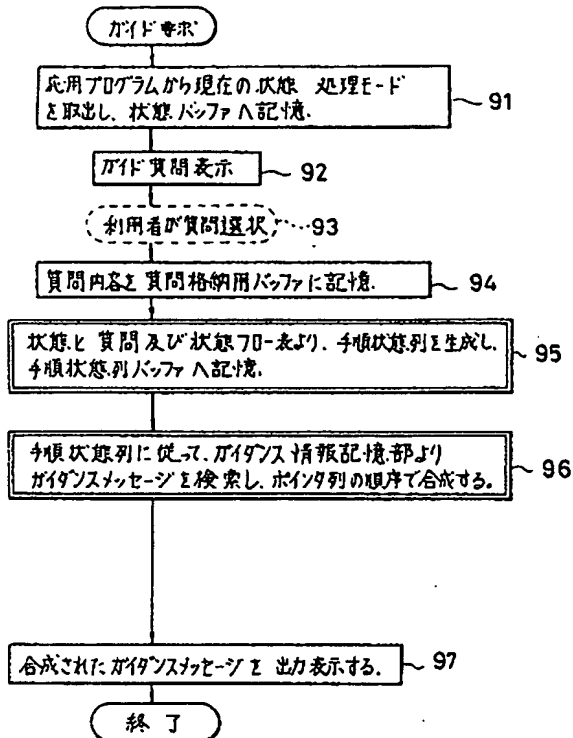 ガイド要求
応用プログラムから現在の状態 処理モード
を取出し、状態バッファへ記憶.
91
ガイド質問表示
92
利用者が質問選択
93
質問内容を質問格納用バッファに記憶.
94
状態と質問及び状態フロー表より、手順状態列を生成し、
手順状態列バッファへ記憶.
95
手順状態列に従って、ガイダンス情報記憶部より
ガイダンスメッセージを検索し、ポインタ列の順序で合成する。
96
合成されたガイダンスメッセージを出力表示する.
97
終了